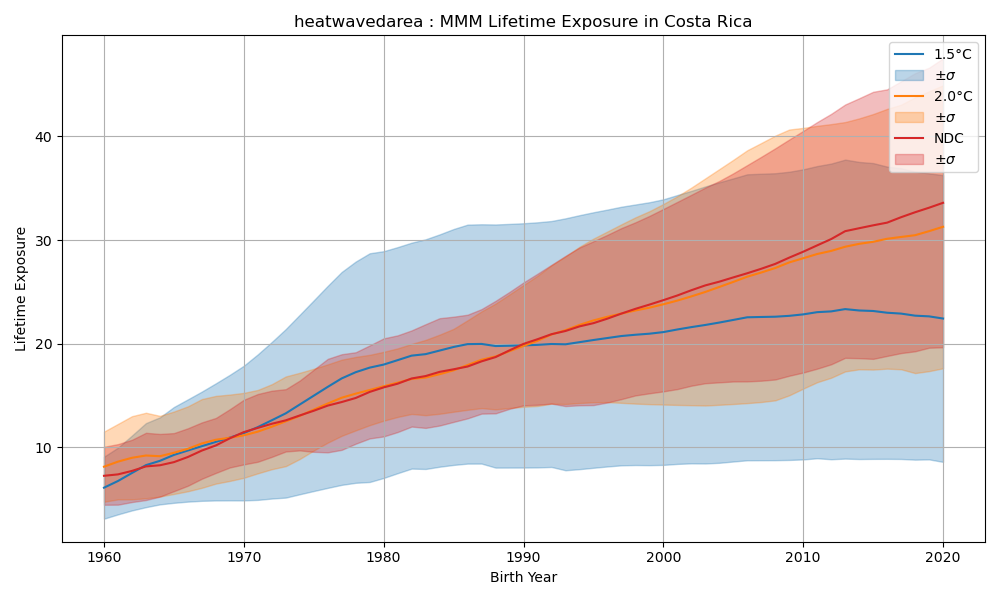 heatwavedarea : MMM Lifetime Exposure in Costa Rica
1.5°C
±σ
2.0°C
±σ
NDC
±σ
Lifetime Exposure
40
30
20
10
1960 1970 1980 1990 2000 2010 2020
Birth Year